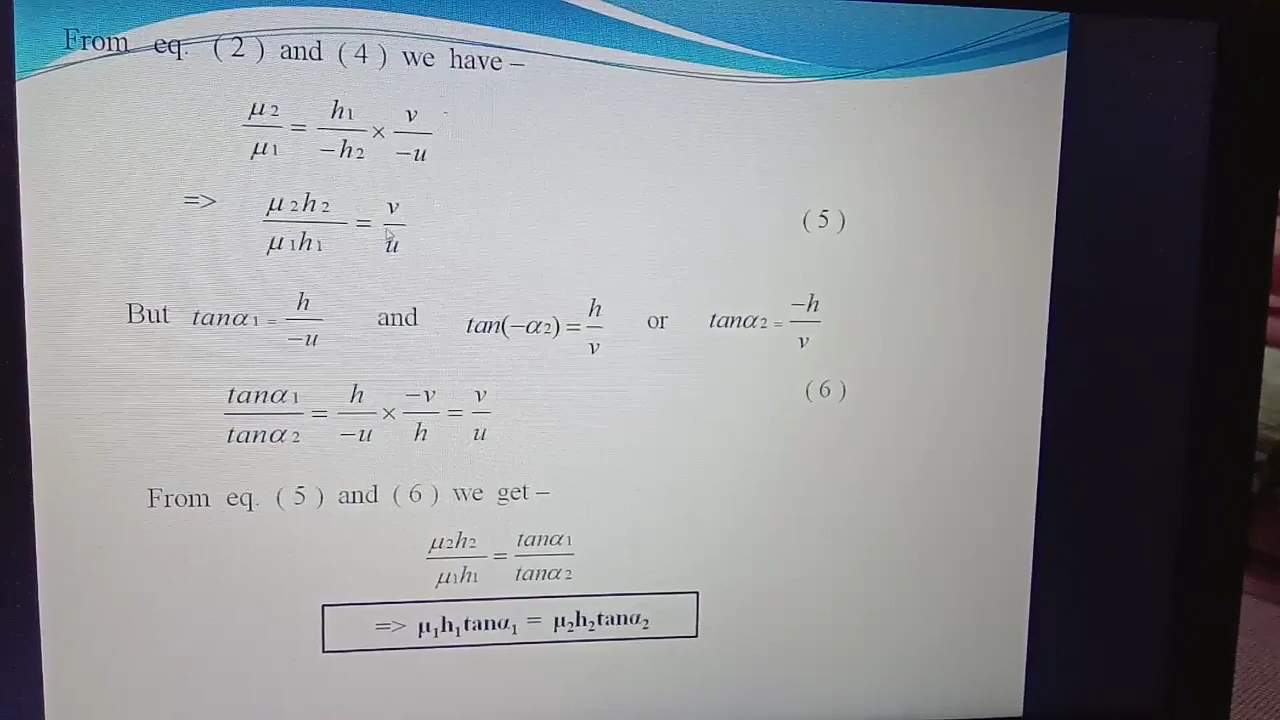 From eq. ( 2 ) and ( 4 ) we have –
μ2/μ1 = h1/−h2 × v/−u
=> μ2h2/μ1h1 = v/u ( 5 )
But tanα1 = h/−u and tan(−α2) = h/v or tanα2 = −h/v
tanα1/tanα2 = h/−u × −v/h = v/u ( 6 )
From eq. ( 5 ) and ( 6 ) we get –
μ2h2/μ1h1 = tanα1/tanα2
=> μ₁h₁tanα₁ = μ₂h₂tanα₂